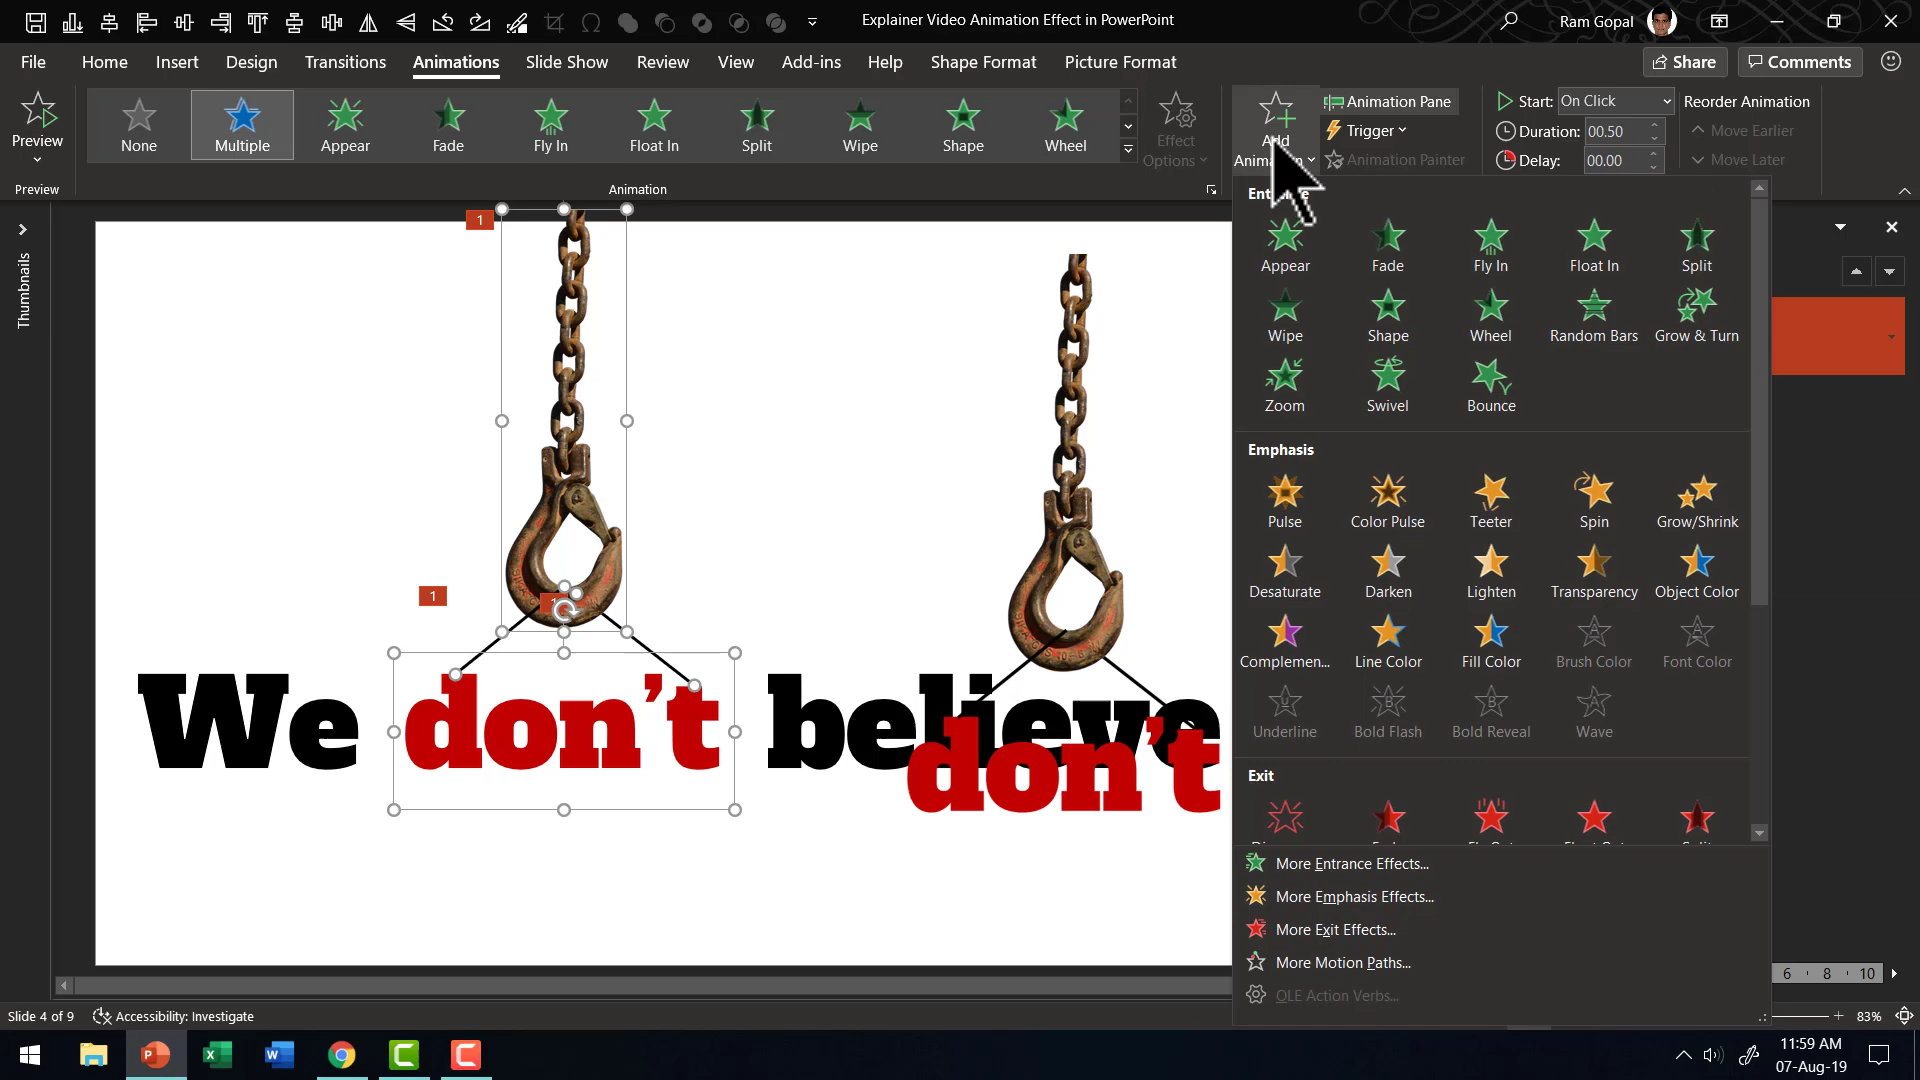 Explainer Video Animation Effect in PowerPoint
Ram Gopal
File Home Insert Design Transitions Animations Slide Show Review View Add-ins Help Shape Format Picture Format
Share Comments
Preview
None Multiple Appear Fade Fly In Float In Split Wipe Shape Wheel
Effect Options
Add Animation
Animation Pane
Trigger
Animation Painter
Start: On Click
Duration: 00.50
Delay: 00.00
Reorder Animation
Move Earlier
Move Later
Preview
Animation
Thumbnails
1
1
We don't believe
don't
Appear Fade Fly In Float In Split
Wipe Shape Wheel Random Bars Grow & Turn
Zoom Swivel Bounce
Emphasis
Pulse Color Pulse Teeter Spin Grow/Shrink
Desaturate Darken Lighten Transparency Object Color
Complemen... Line Color Fill Color Brush Color Font Color
Underline Bold Flash Bold Reveal Wave
Exit
More Entrance Effects...
More Emphasis Effects...
More Exit Effects...
More Motion Paths...
OLE Action Verbs...
6 8 10
Slide 4 of 9
Accessibility: Investigate
83%
11:59 AM
07-Aug-19